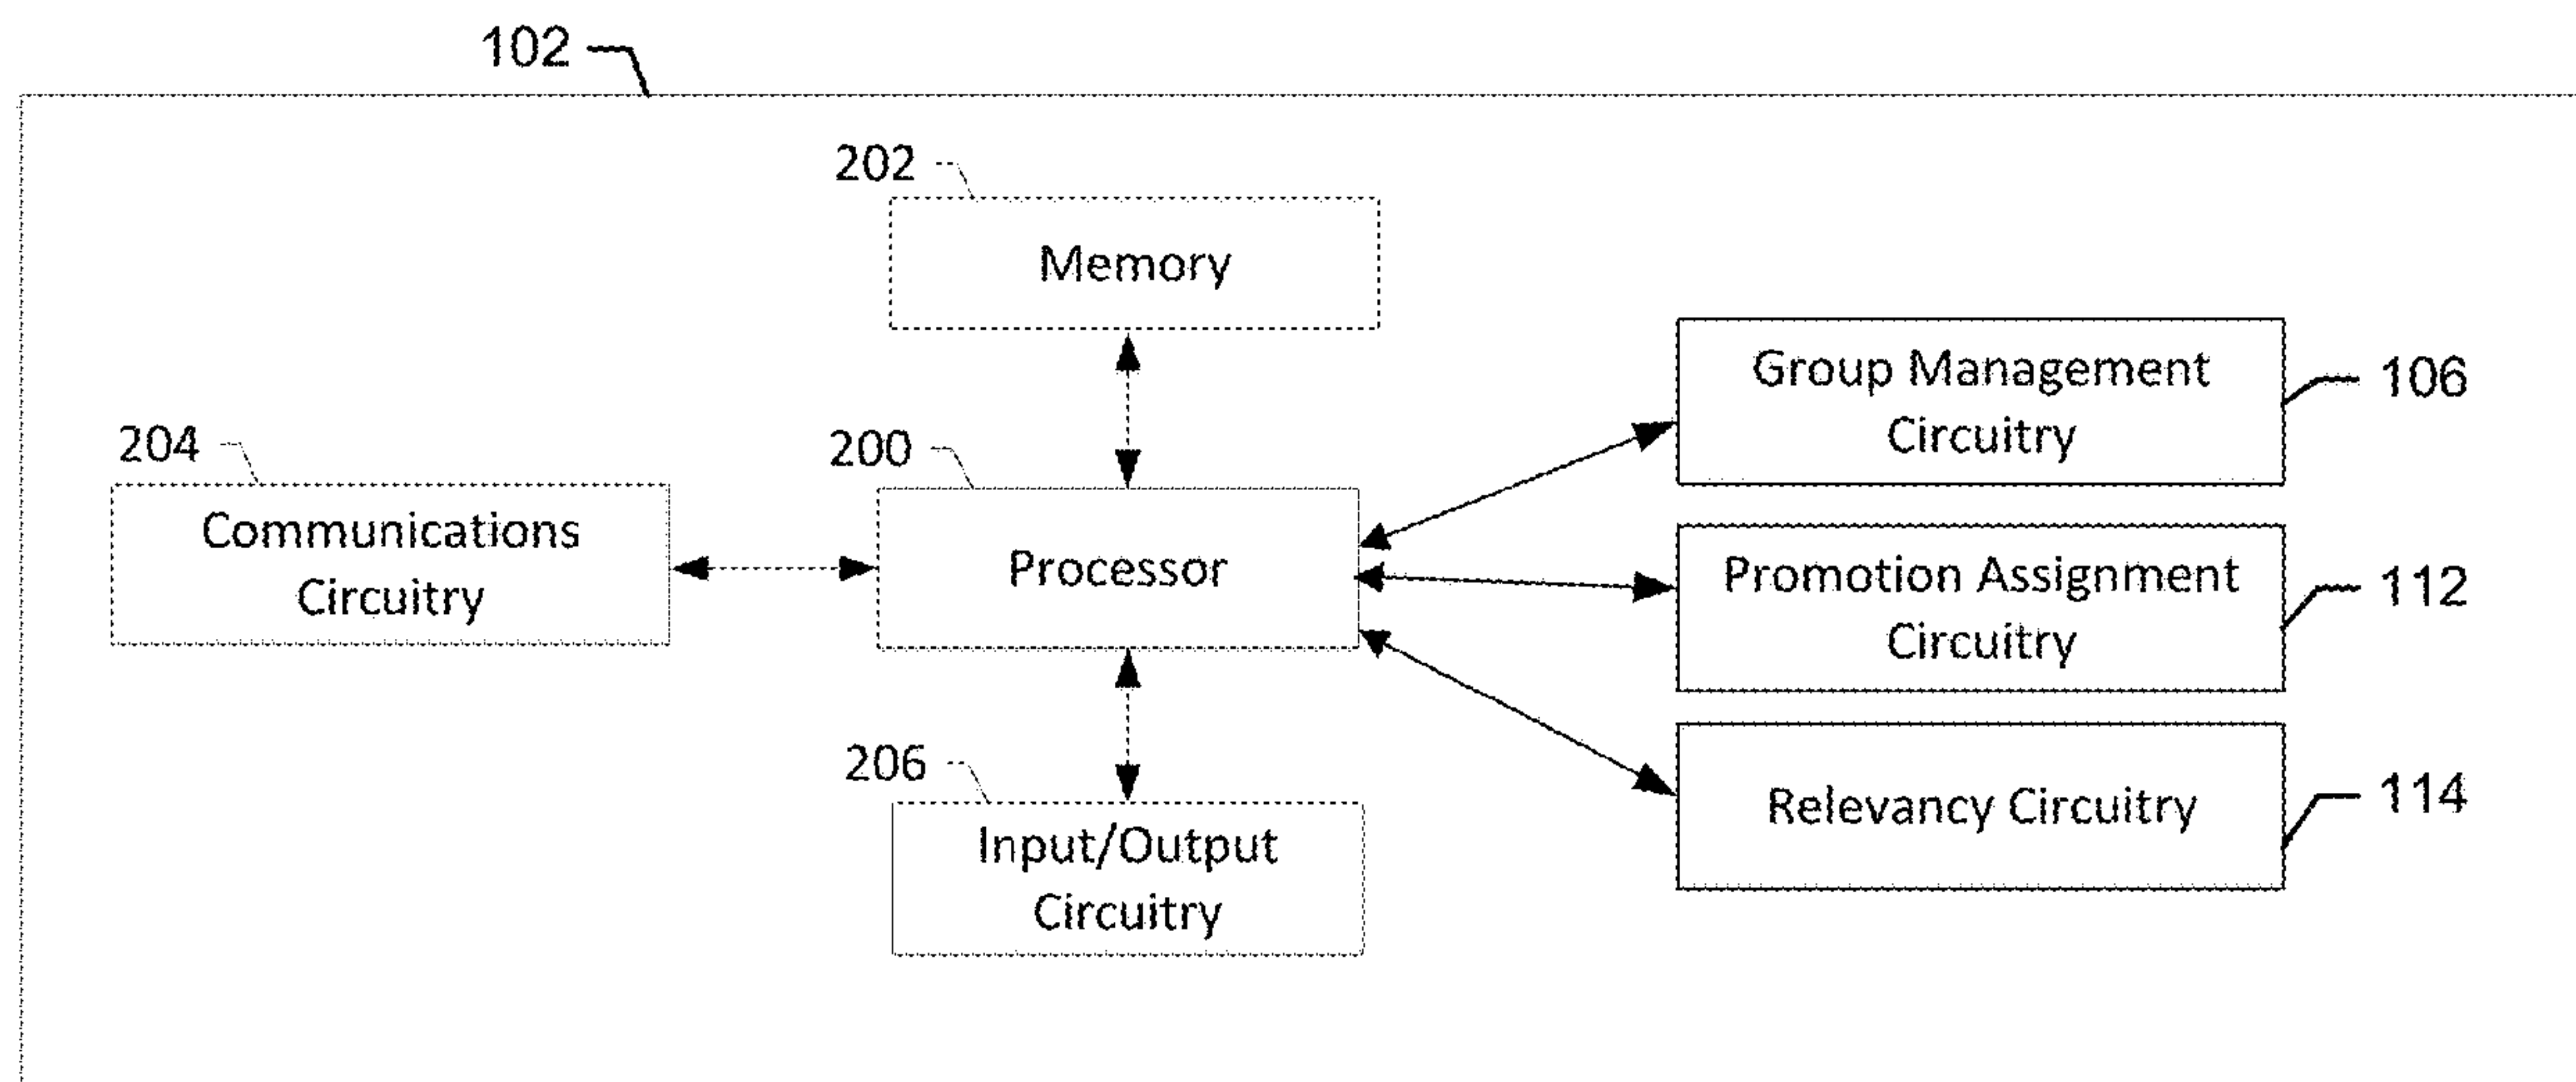 102
202
Memory
Group Management
Circuitry
106
204
Communications
Circuitry
200
Processor
Promotion Assignment
Circuitry
112
206
Input/Output
Circuitry
Relevancy Circuitry
114